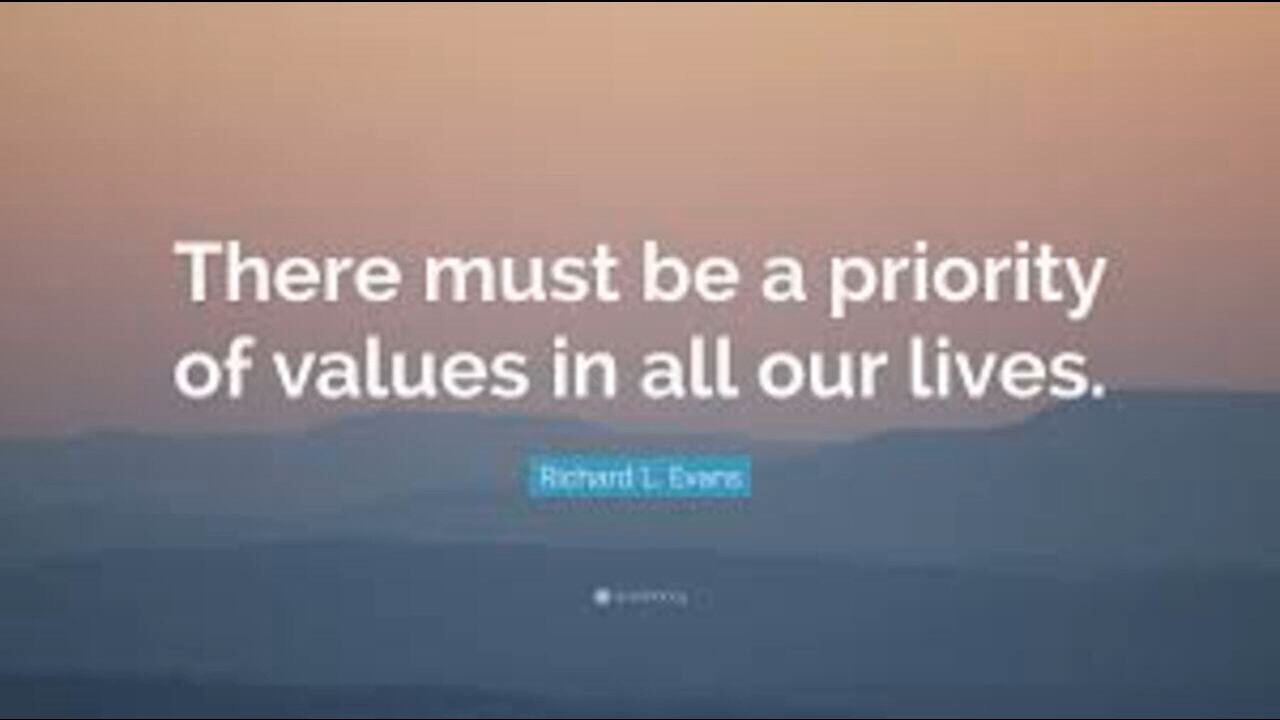 There must be a priority
of values in all our lives.
Richard L. Evans